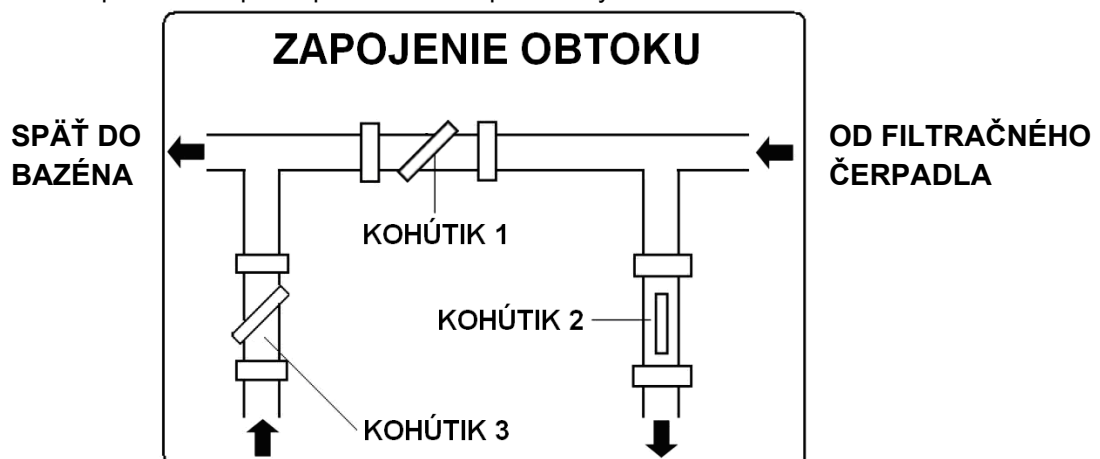 ZAPOJENIE OBTOKU
SPÄŤ DO
BAZÉNA
OD FILTRAČNÉHO
ČERPADLA
KOHÚTIK 1
KOHÚTIK 2
KOHÚTIK 3